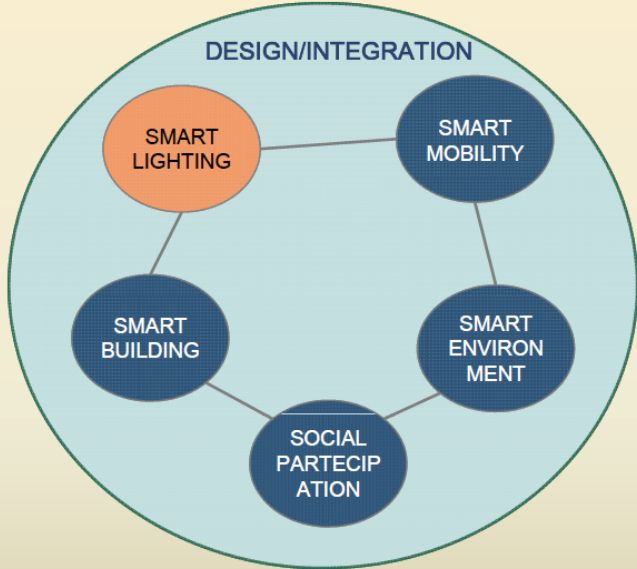 DESIGN/INTEGRATION
SMART
LIGHTING
SMART
MOBILITY
SMART
BUILDING
SMART
ENVIRON
MENT
SOCIAL
PARTECIP
ATION